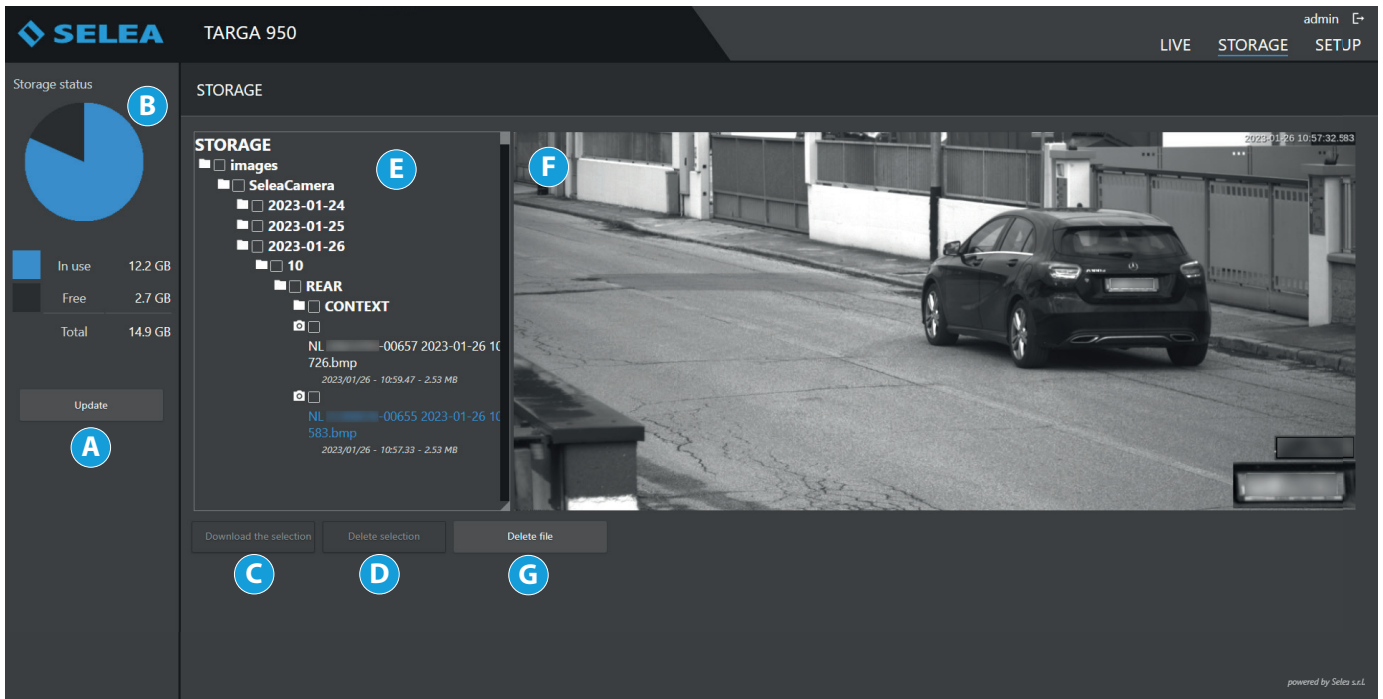 SELEA
TARGA 950
admin
LIVE STORAGE SETUP
Storage status
B
In use 12.2 GB
Free 2.7 GB
Total 14.9 GB
Update
A
STORAGE
STORAGE
images
SeleaCamera
2023-01-24
2023-01-25
2023-01-26
10
REAR
CONTEXT
NL -00657 2023-01-26 10
726.bmp
2023/01/26 - 10:59.47 - 2.53 MB
NL -00655 2023-01-26 10
583.bmp
2023/01/26 - 10:57.33 - 2.53 MB
E
F
2023-01-26 10:57:32.583
Download the selection
Delete selection
Delete file
C
D
G
powered by Selea s.r.l.